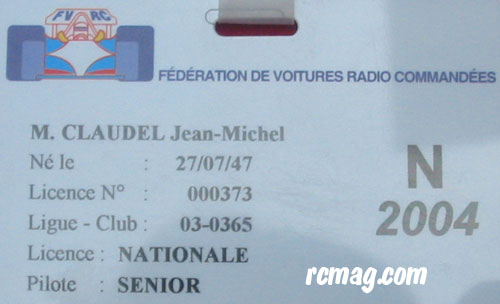 FV RC
FÉDÉRATION DE VOITURES RADIO COMMANDÉES
M. CLAUDEL Jean-Michel
Né le : 27/07/47
Licence N° : 000373
Ligue - Club : 03-0365
Licence : NATIONALE
Pilote : SENIOR
N
2004
rcmag.com